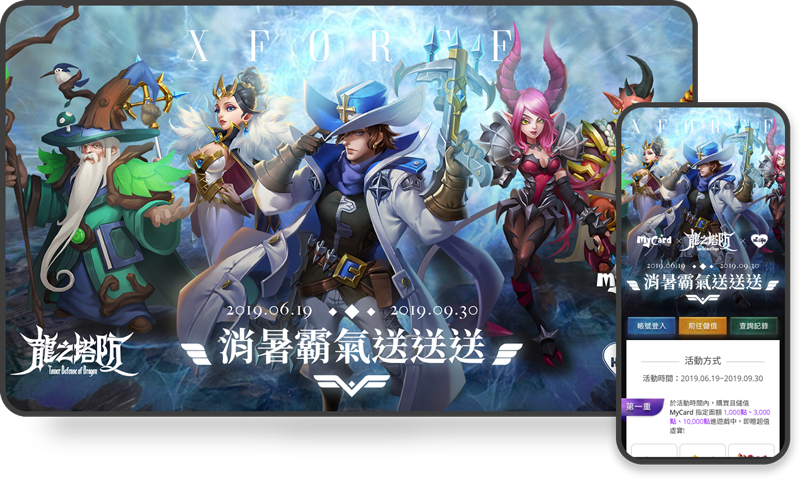 XFORCE
2019.06.19 2019.09.30
消暑霸氣送送送
龍之塔防
Tower Defense of Dragon
My
H
XFORCE
MyCard × 龍之塔防
2019.06.19 2019.09.30
消暑霸氣送送送
帳號登入 前往儲值 查詢記錄
活動方式
活動時間：2019.06.19~2019.09.30
第一重
於活動時間內，購買且儲值
MyCard 指定面額 1,000點、3,000
點、10,000點進遊戲中，即贈超值
虛寶!